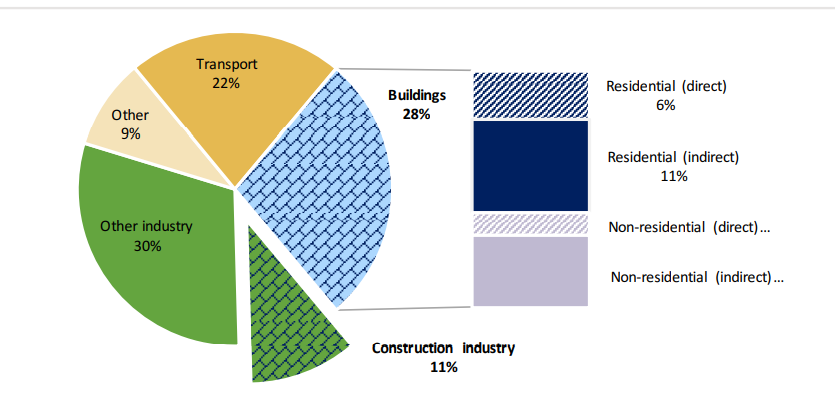 Transport
22%
Other
9%
Buildings
28%
Other industry
30%
Construction industry
11%
Residential (direct)
6%
Residential (indirect)
11%
Non-residential (direct)...
Non-residential (indirect)...